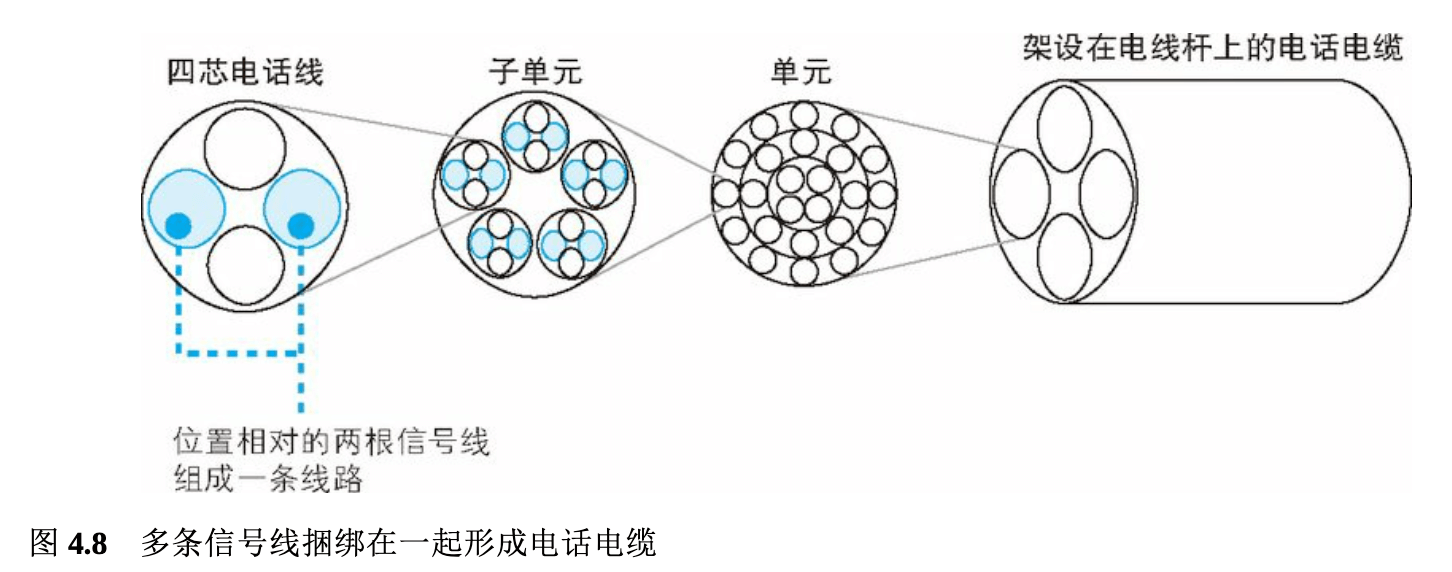 四芯电话线
子单元
单元
架设在电线杆上的电话电缆
位置相对的两根信号线
组成一条线路
图 4.8 多条信号线捆绑在一起形成电话电缆